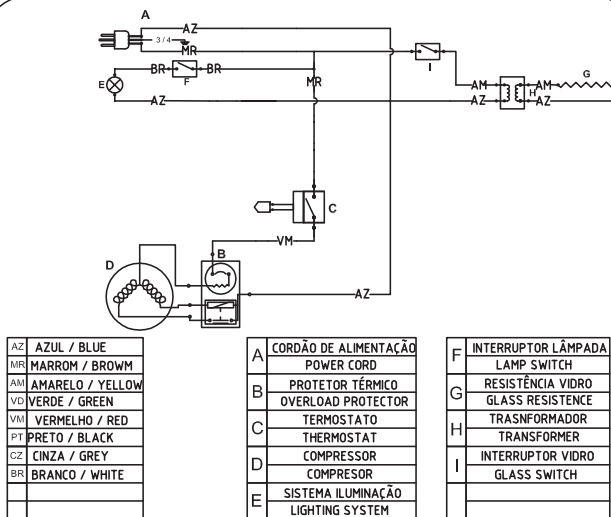 A
AZ
3 / 4
MR
BR
BR
F
E
AZ
MR
I
AM
AM
G
H
AZ
AZ
C
VM
B
D
AZ
AZ AZUL / BLUE
MR MARROM / BROWM
AM AMARELO / YELLOW
VD VERDE / GREEN
VM VERMELHO / RED
PT PRETO / BLACK
CZ CINZA / GREY
BR BRANCO / WHITE
A CORDÃO DE ALIMENTAÇÃO
POWER CORD
B PROTETOR TÉRMICO
OVERLOAD PROTECTOR
C TERMOSTATO
THERMOSTAT
D COMPRESSOR
COMPRESOR
E SISTEMA ILUMINAÇÃO
LIGHTING SYSTEM
F INTERRUPTOR LÂMPADA
LAMP SWITCH
G RESISTÊNCIA VIDRO
GLASS RESISTENCE
H TRASNFORMADOR
TRANSFORMER
I INTERRUPTOR VIDRO
GLASS SWITCH